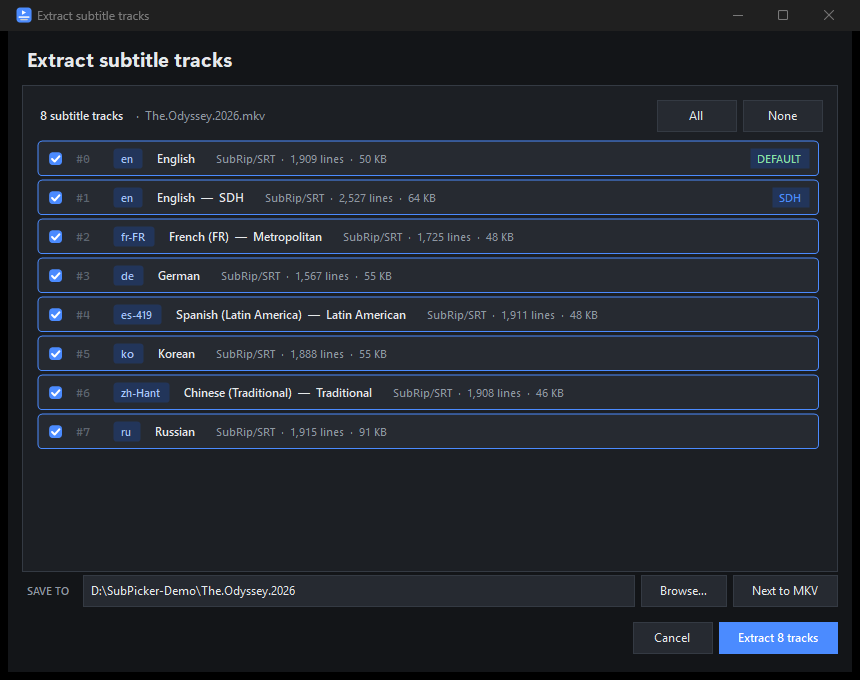 Extract subtitle tracks
Extract subtitle tracks
8 subtitle tracks · The.Odyssey.2026.mkv All None
#0 en English SubRip/SRT · 1,909 lines · 50 KB DEFAULT
#1 en English — SDH SubRip/SRT · 2,527 lines · 64 KB SDH
#2 fr-FR French (FR) — Metropolitan SubRip/SRT · 1,725 lines · 48 KB
#3 de German SubRip/SRT · 1,567 lines · 55 KB
#4 es-419 Spanish (Latin America) — Latin American SubRip/SRT · 1,911 lines · 48 KB
#5 ko Korean SubRip/SRT · 1,888 lines · 55 KB
#6 zh-Hant Chinese (Traditional) — Traditional SubRip/SRT · 1,908 lines · 46 KB
#7 ru Russian SubRip/SRT · 1,915 lines · 91 KB
SAVE TO D:\SubPicker-Demo\The.Odyssey.2026 Browse... Next to MKV
Cancel Extract 8 tracks